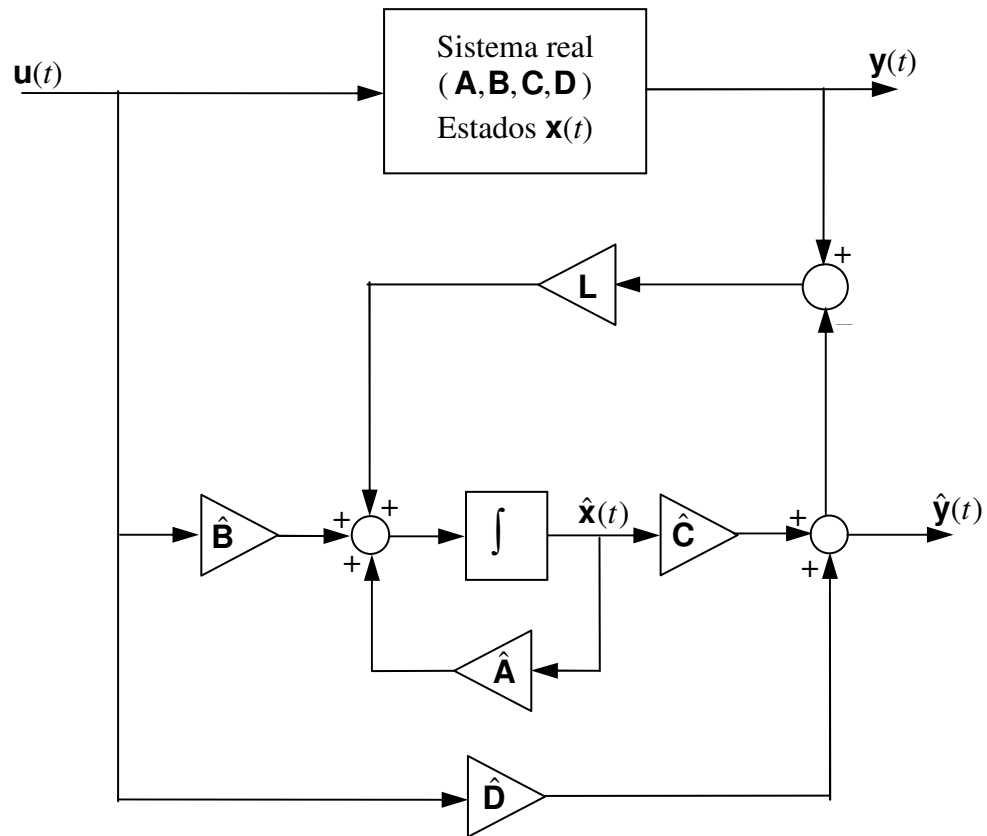 Sistema real
(A,B,C,D)
Estados x(t)
u(t)
y(t)
+
L
−
x̂(t)
ŷ(t)
+
+
+
B̂
∫
Ĉ
+
+
Â
D̂